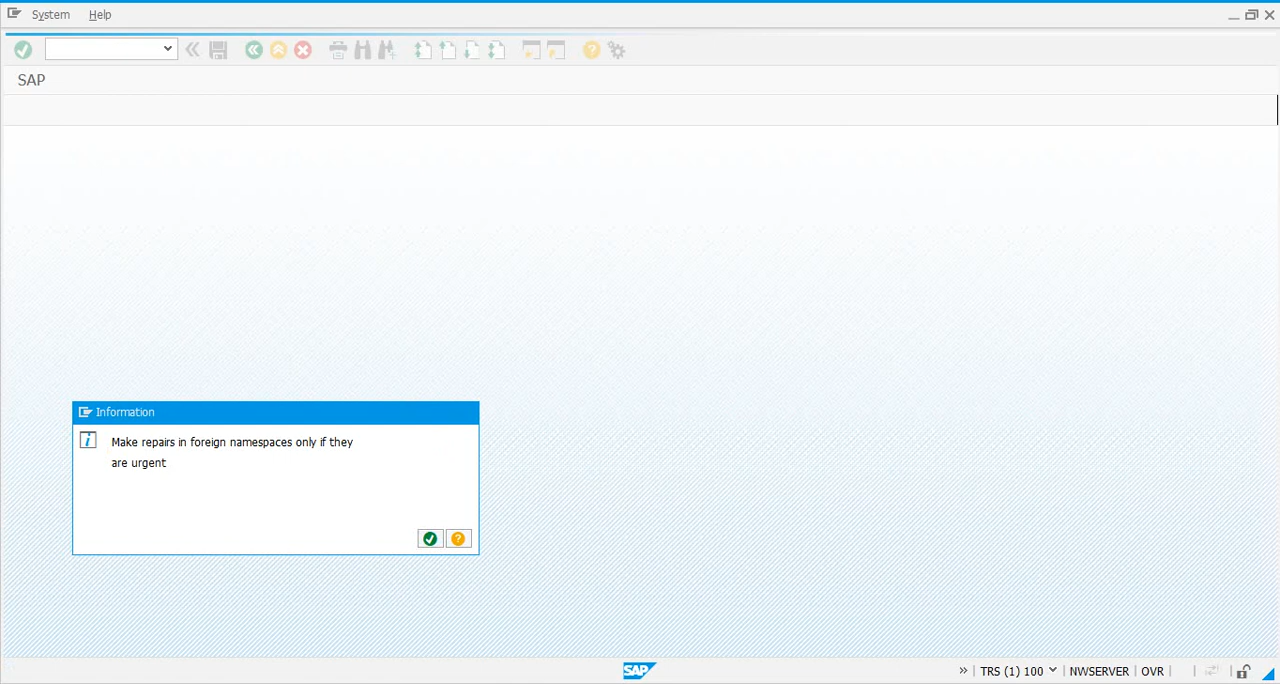 System Help
SAP
Information
Make repairs in foreign namespaces only if they
are urgent
SAP
TRS (1) 100 NWSERVER OVR